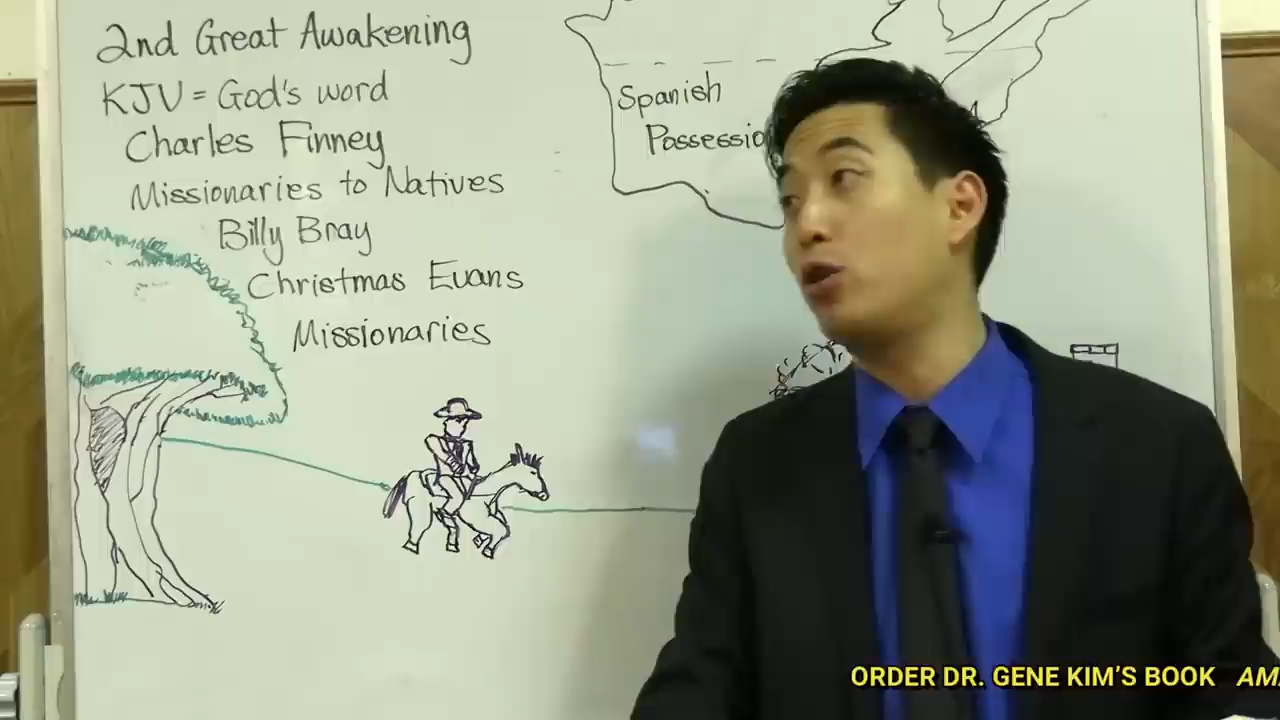 2nd Great Awakening
KJV = God's word
Charles Finney
Missionaries to Natives
Billy Bray
Christmas Evans
Missionaries
Spanish
Possessio
ORDER DR. GENE KIM'S BOOK AM